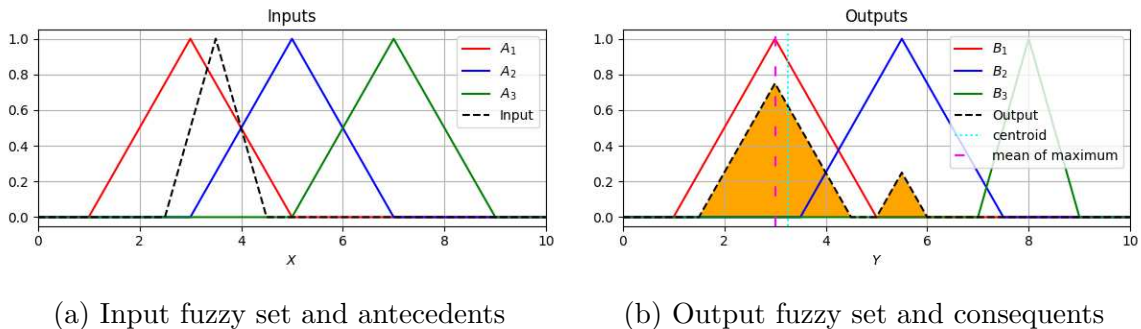 Inputs
1.0
0.8
0.6
0.4
0.2
0.0
0 2 4 6 8 10
X
A₁
A₂
A₃
Input
(a) Input fuzzy set and antecedents
Outputs
1.0
0.8
0.6
0.4
0.2
0.0
0 2 4 6 8 10
Y
B₁
B₂
B₃
Output
centroid
mean of maximum
(b) Output fuzzy set and consequents